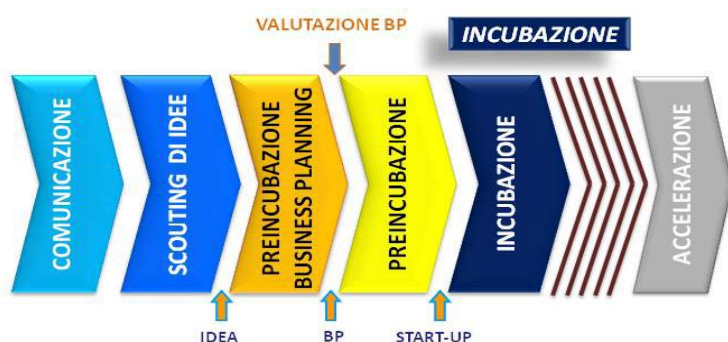 VALUTAZIONE BP
INCUBAZIONE
COMUNICAZIONE
SCOUTING DI IDEE
PREINCUBAZIONE
BUSINESS PLANNING
PREINCUBAZIONE
INCUBAZIONE
ACCELERAZIONE
IDEA
BP
START-UP